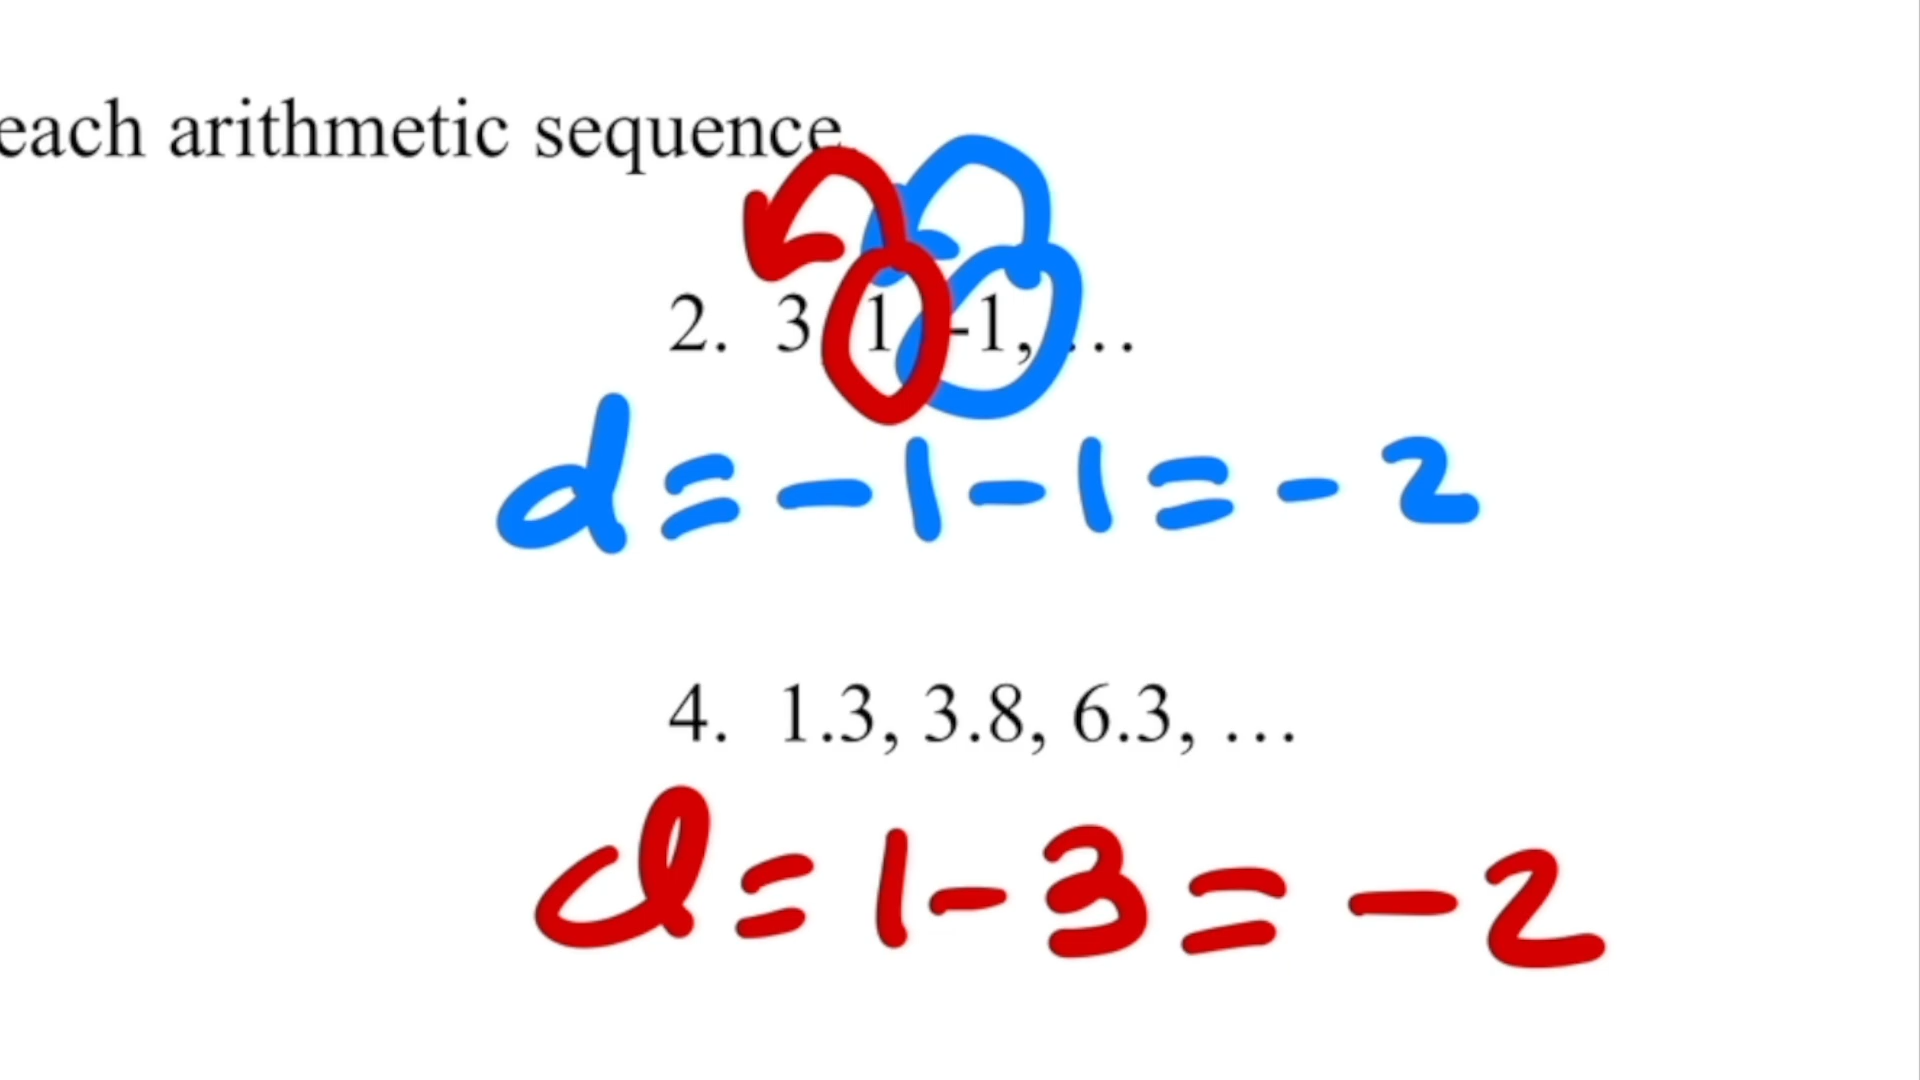 each arithmetic sequence.
2. 3, 1, -1, ...
d = -1 - 1 = -2
4. 1.3, 3.8, 6.3, ...
d = 1 - 3 = -2